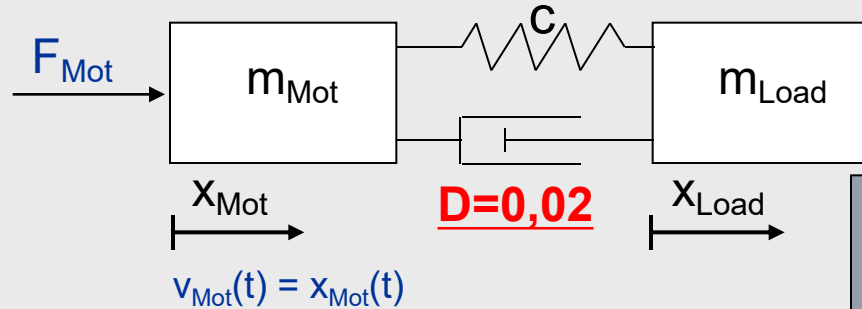 c
F_Mot
m_Mot
m_Load
x_Mot
D=0,02
x_Load
v_Mot(t) = x_Mot(t)